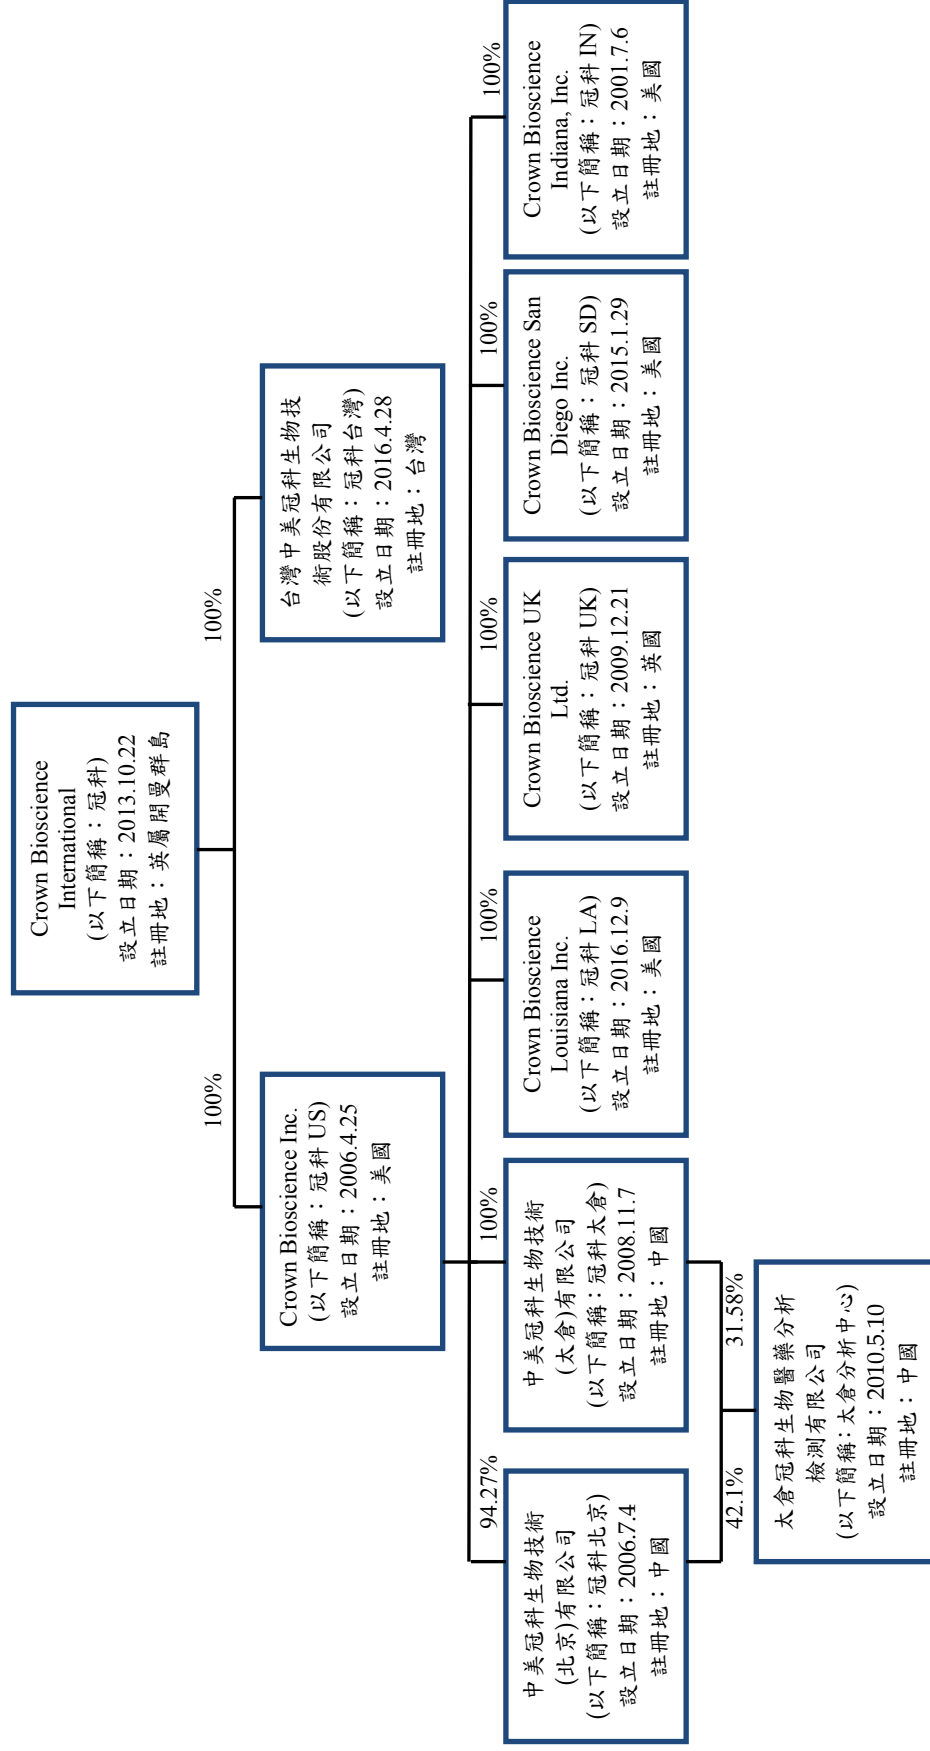 Crown Bioscience
International
(以下簡稱：冠科)
設立日期：2013.10.22
註冊地：英屬開曼群島
100%
100%
Crown Bioscience Inc.
(以下簡稱：冠科 US)
設立日期：2006.4.25
註冊地：美國
台灣中美冠科生物技
術股份有限公司
(以下簡稱：冠科台灣)
設立日期：2016.4.28
註冊地：台灣
94.27%
100%
100%
100%
100%
100%
中美冠科生物技術
(北京)有限公司
(以下簡稱：冠科北京)
設立日期：2006.7.4
註冊地：中國
中美冠科生物技術
(太倉)有限公司
(以下簡稱：冠科太倉)
設立日期：2008.11.7
註冊地：中國
Crown Bioscience
Louisiana Inc.
(以下簡稱：冠科 LA)
設立日期：2016.12.9
註冊地：美國
Crown Bioscience UK
Ltd.
(以下簡稱：冠科 UK)
設立日期：2009.12.21
註冊地：英國
Crown Bioscience San
Diego Inc.
(以下簡稱：冠科 SD)
設立日期：2015.1.29
註冊地：美國
Crown Bioscience
Indiana, Inc.
(以下簡稱：冠科 IN)
設立日期：2001.7.6
註冊地：美國
42.1%
31.58%
太倉冠科生物醫藥分析
檢測有限公司
(以下簡稱:太倉分析中心)
設立日期：2010.5.10
註冊地：中國